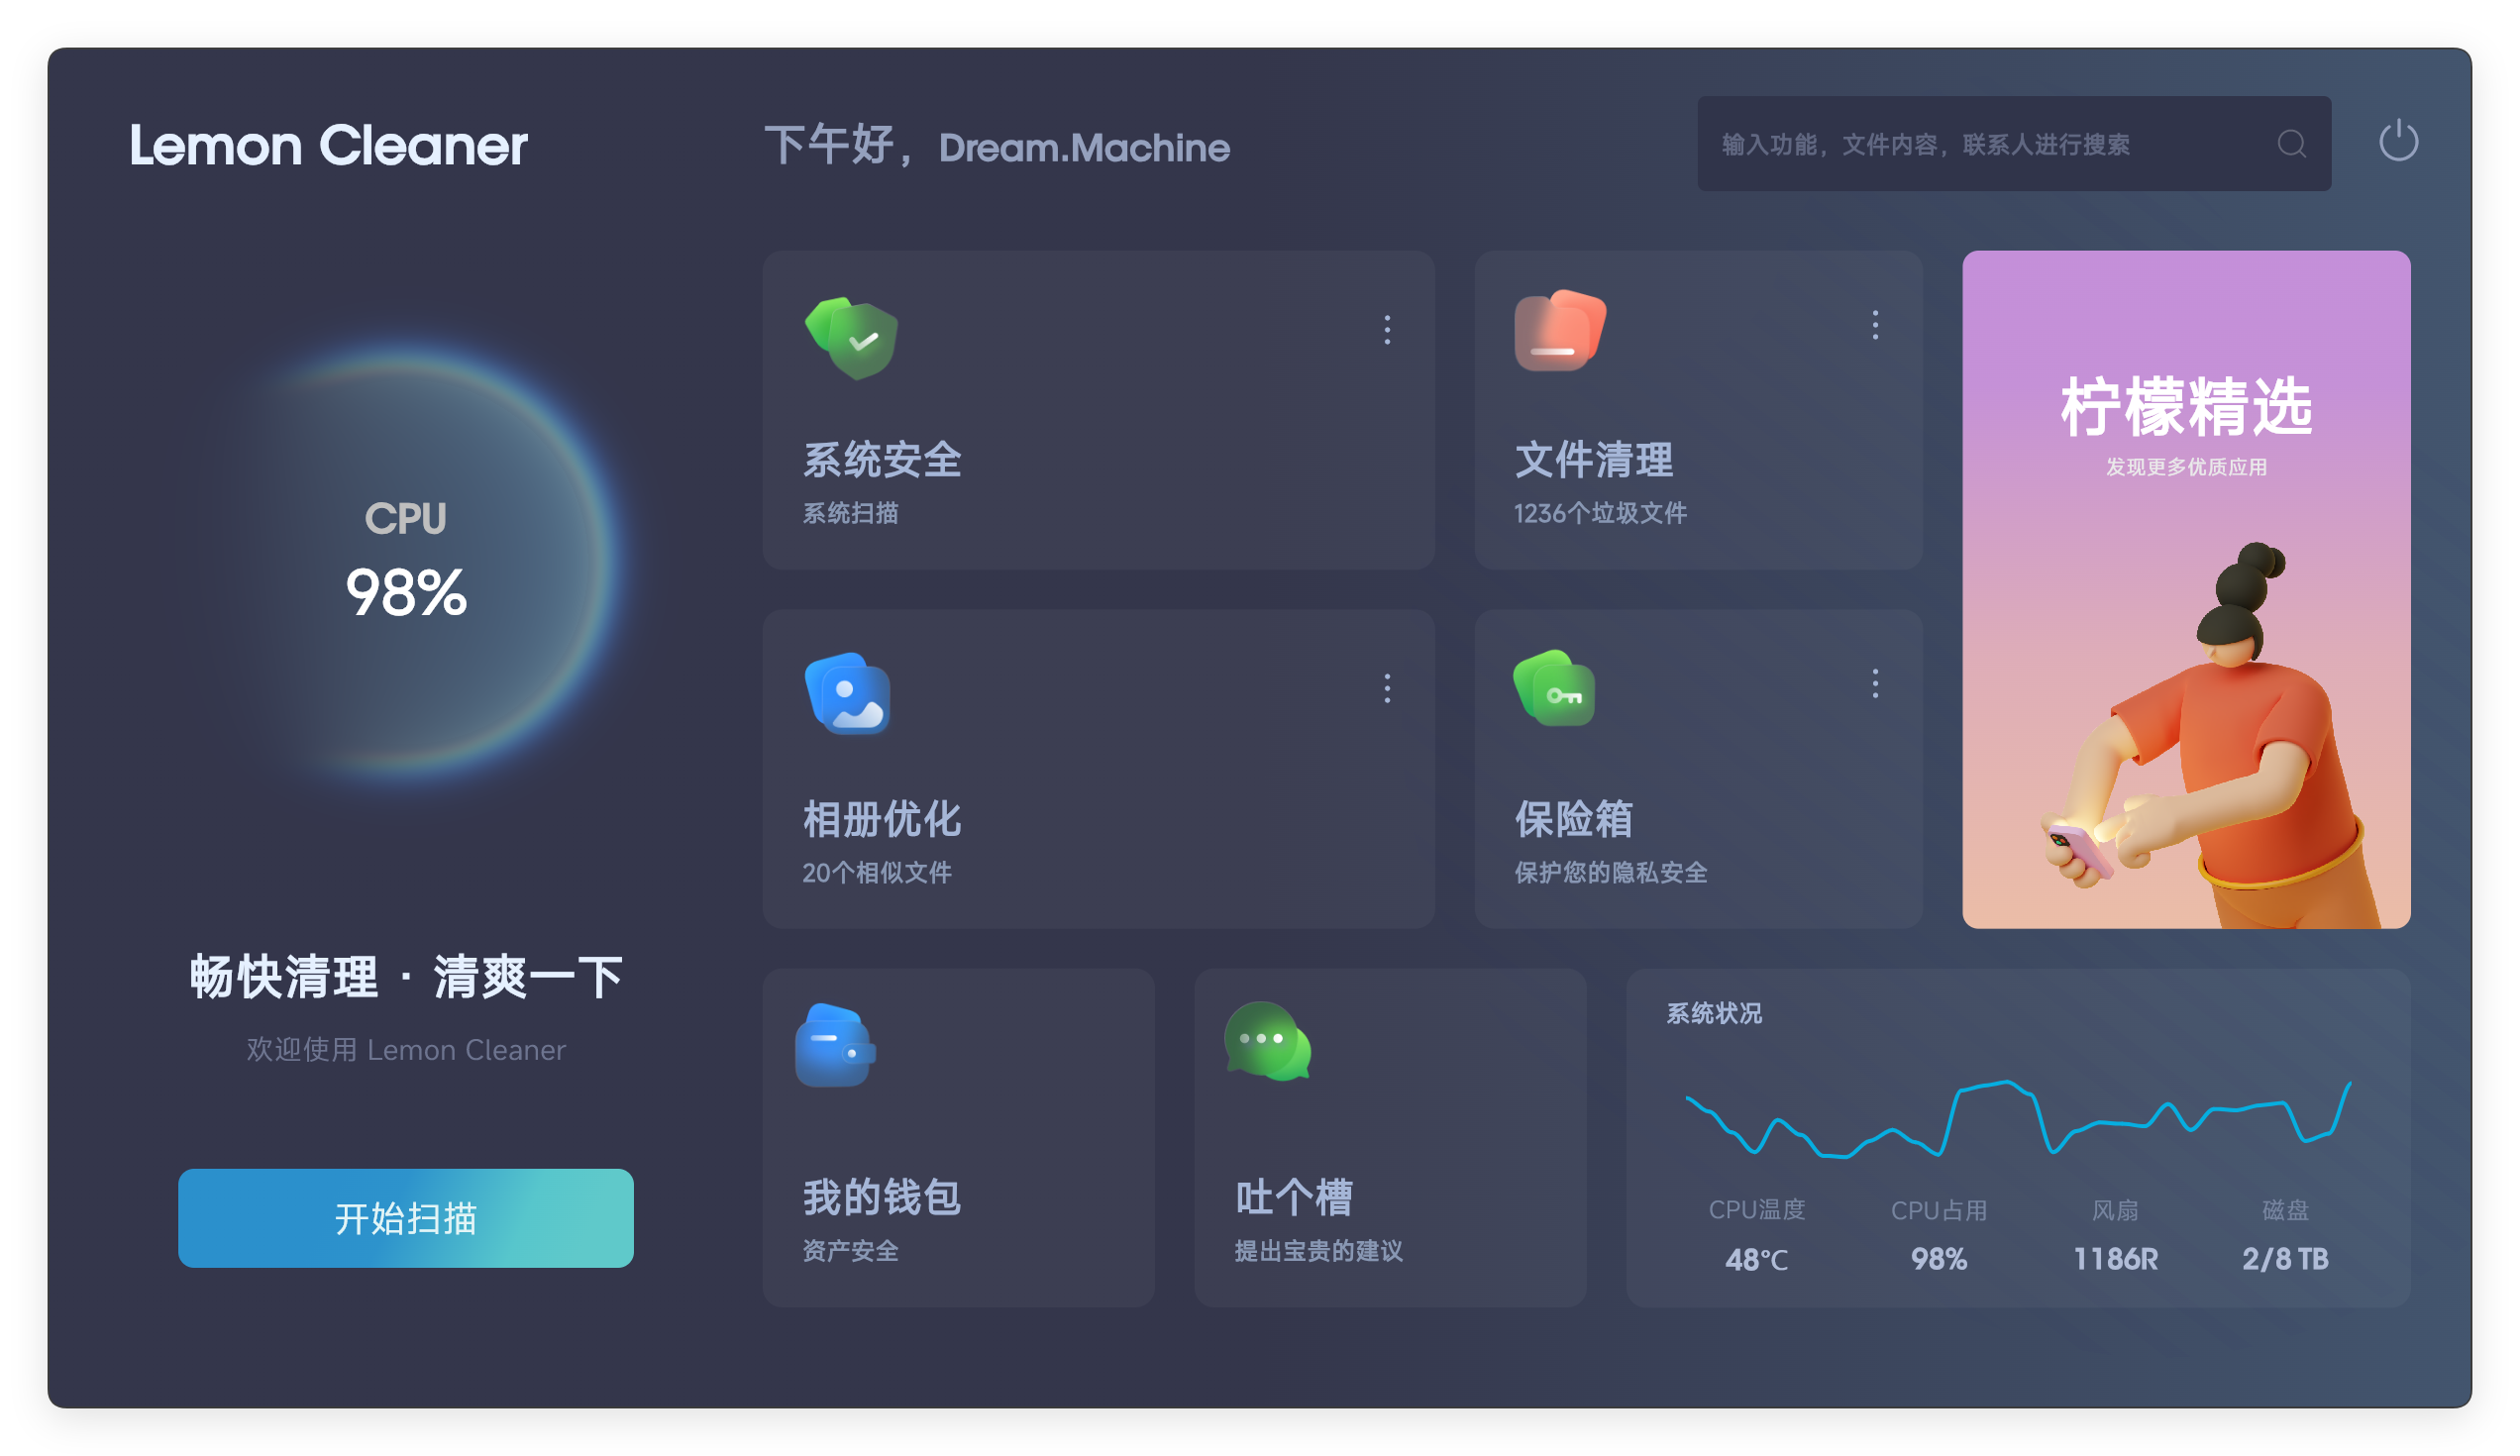 Lemon Cleaner
下午好，Dream.Machine
输入功能，文件内容，联系人进行搜索
CPU
98%
畅快清理 · 清爽一下
欢迎使用 Lemon Cleaner
开始扫描
系统安全
系统扫描
文件清理
1236个垃圾文件
柠檬精选
发现更多优质应用
相册优化
20个相似文件
保险箱
保护您的隐私安全
我的钱包
资产安全
吐个槽
提出宝贵的建议
系统状况
CPU温度 CPU占用 风扇 磁盘
48℃ 98% 1186R 2/8 TB